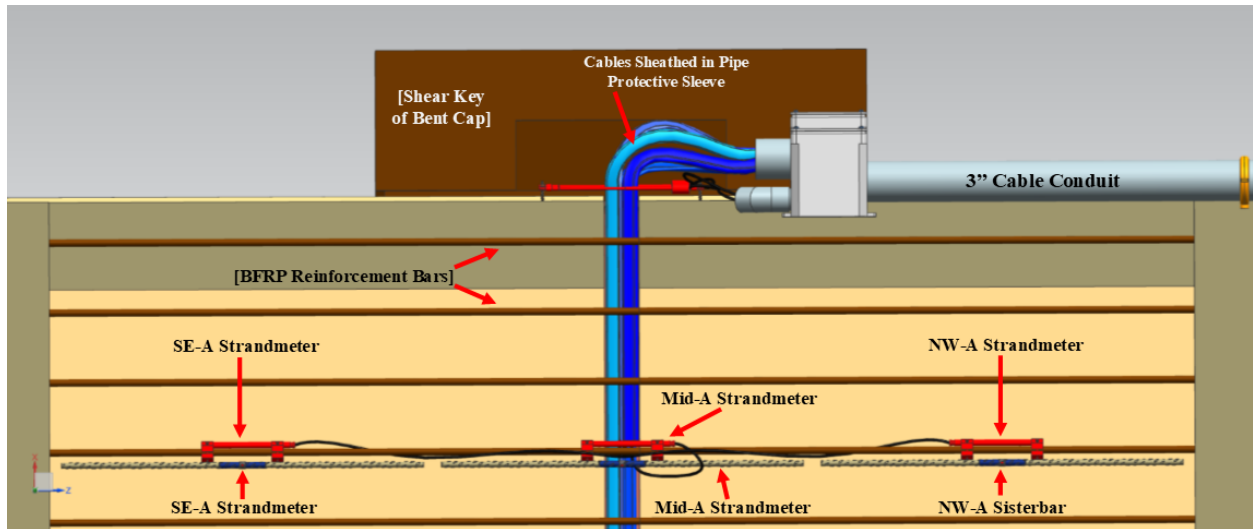 Cables Sheathed in Pipe
Protective Sleeve
[Shear Key
of Bent Cap]
3” Cable Conduit
[BFRP Reinforcement Bars]
SE-A Strandmeter
NW-A Strandmeter
Mid-A Strandmeter
SE-A Strandmeter
Mid-A Strandmeter
NW-A Sisterbar
X
Z